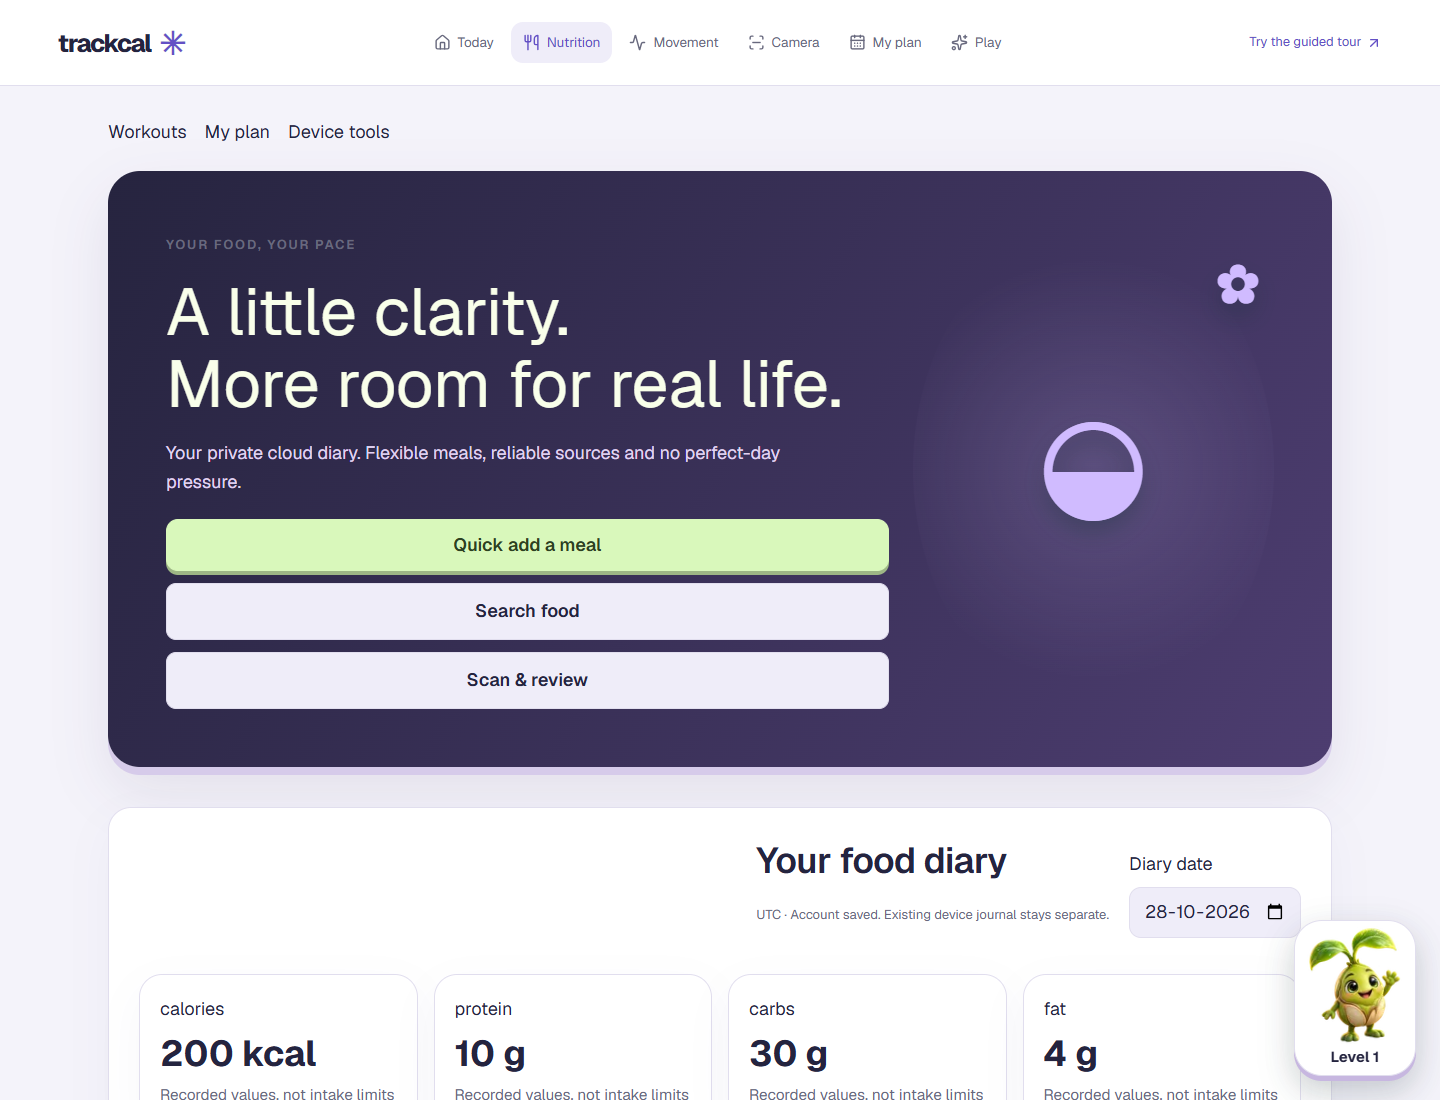 trackcal
Today
Nutrition
Movement
Camera
My plan
Play
Try the guided tour
Workouts
My plan
Device tools
YOUR FOOD, YOUR PACE
A little clarity.
More room for real life.
Your private cloud diary. Flexible meals, reliable sources and no perfect-day
pressure.
Quick add a meal
Search food
Scan & review
Your food diary
UTC · Account saved. Existing device journal stays separate.
Diary date
28-10-2026
calories
200 kcal
Recorded values, not intake limits
protein
10 g
Recorded values, not intake limits
carbs
30 g
Recorded values, not intake limits
fat
4 g
Recorded values, not intake limits
Level 1